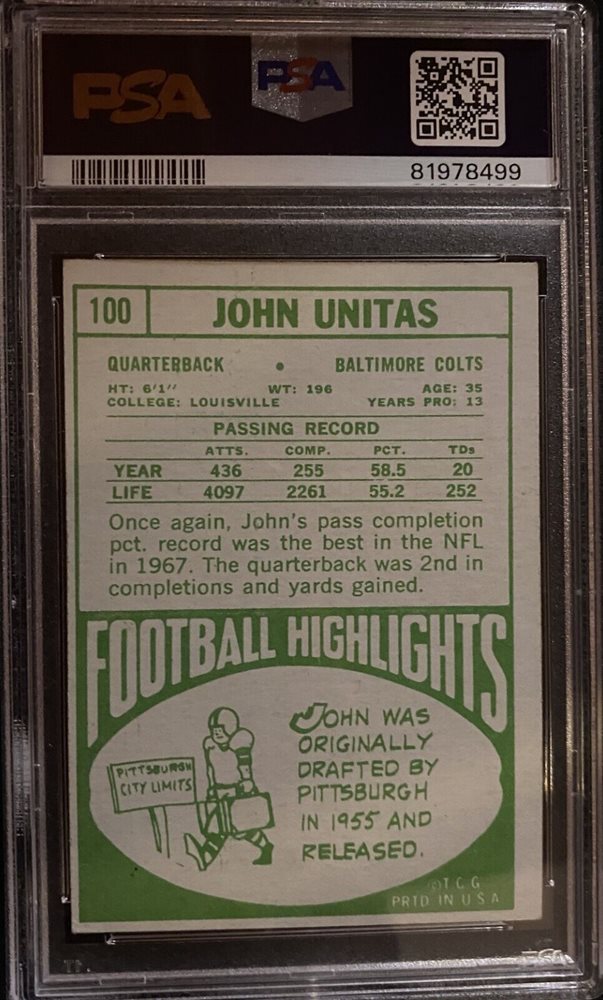 PSA PSA
81978499
100 JOHN UNITAS
QUARTERBACK • BALTIMORE COLTS
HT: 6'1" WT: 196 AGE: 35
COLLEGE: LOUISVILLE YEARS PRO: 13
PASSING RECORD
ATTS. COMP. PCT. TDs
YEAR 436 255 58.5 20
LIFE 4097 2261 55.2 252
Once again, John's pass completion
pct. record was the best in the NFL
in 1967. The quarterback was 2nd in
completions and yards gained.
FOOTBALL HIGHLIGHTS
PITTSBURGH
CITY LIMITS
JOHN WAS
ORIGINALLY
DRAFTED BY
PITTSBURGH
IN 1955 AND
RELEASED.
©T.C.G.
PRTD. IN U.S.A.